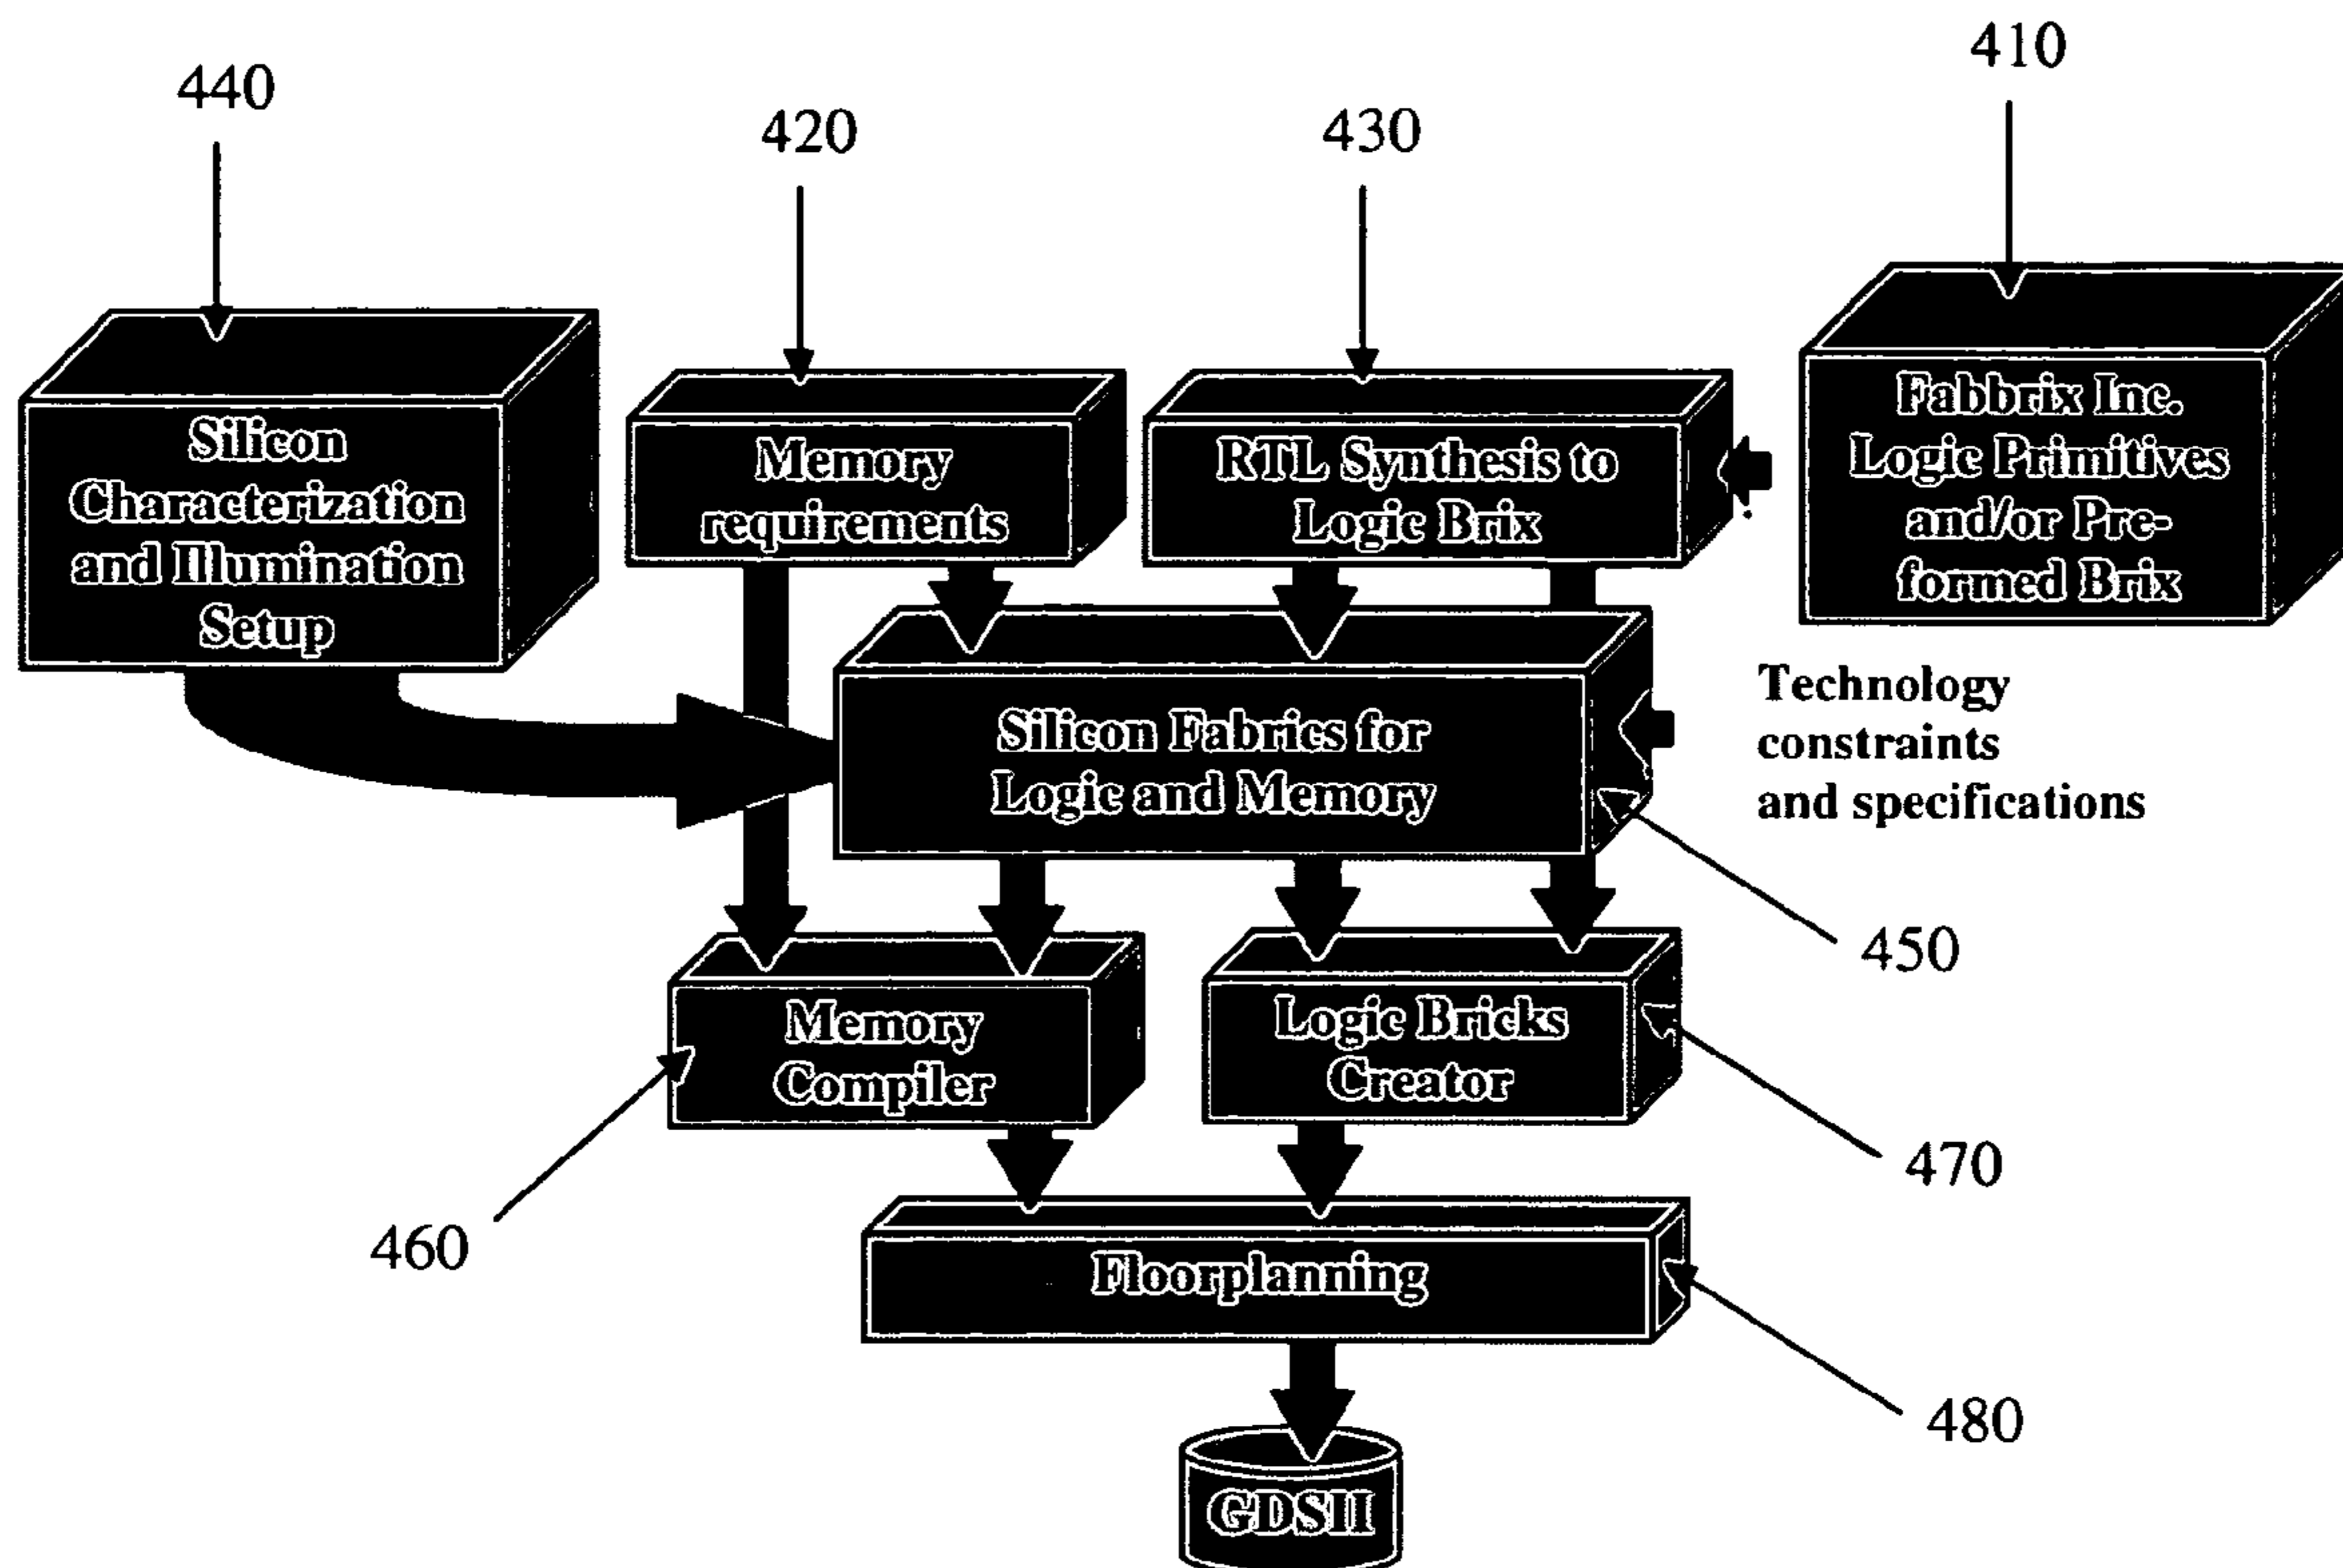 410
440
420
430
Fabbrix Inc.
Logic Primitives
and/or Pre-
formed Brix
Silicon
Characterization
and Illumination
Setup
Memory
requirements
RTL Synthesis to
Logic Brix
Technology
constraints
and specifications
Silicon Fabrics for
Logic and Memory
450
Memory
Compiler
Logic Bricks
Creator
470
460
Floorplanning
480
GDSII